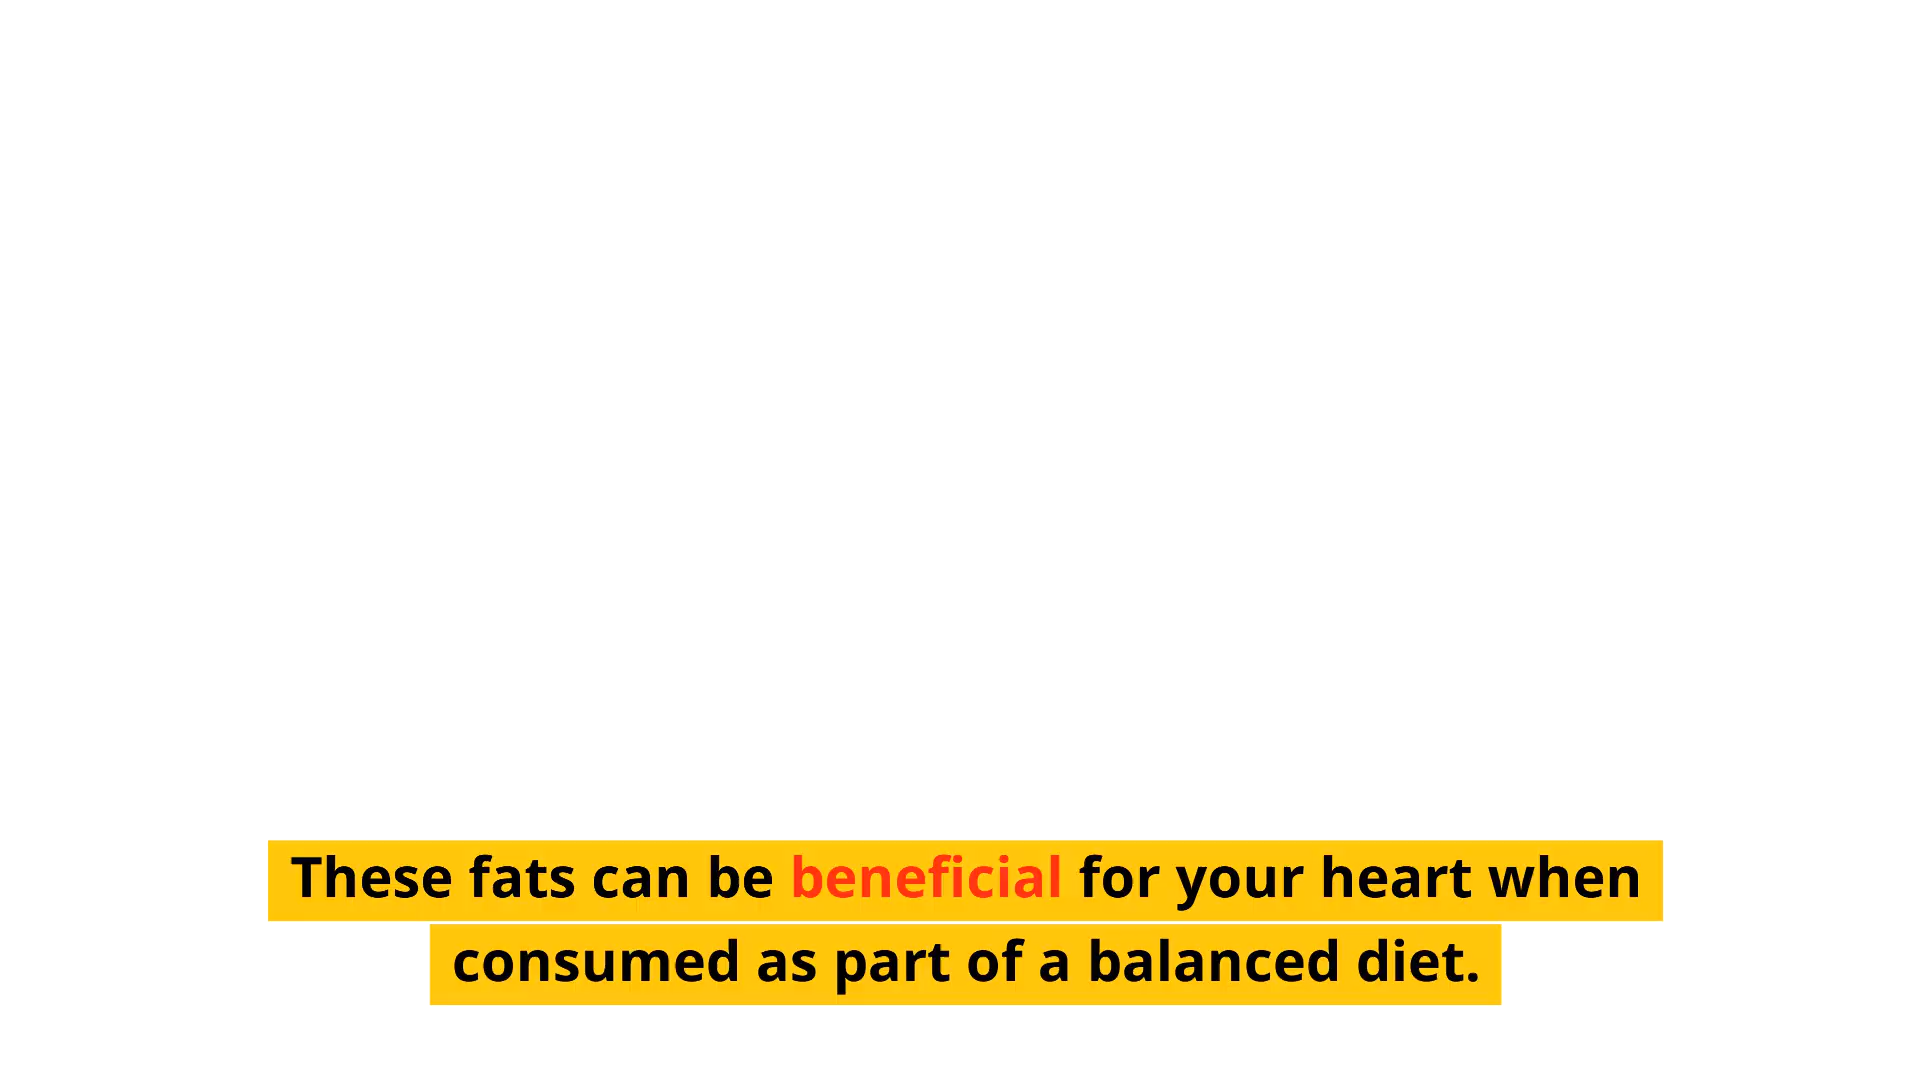 These fats can be beneficial for your heart when
consumed as part of a balanced diet.